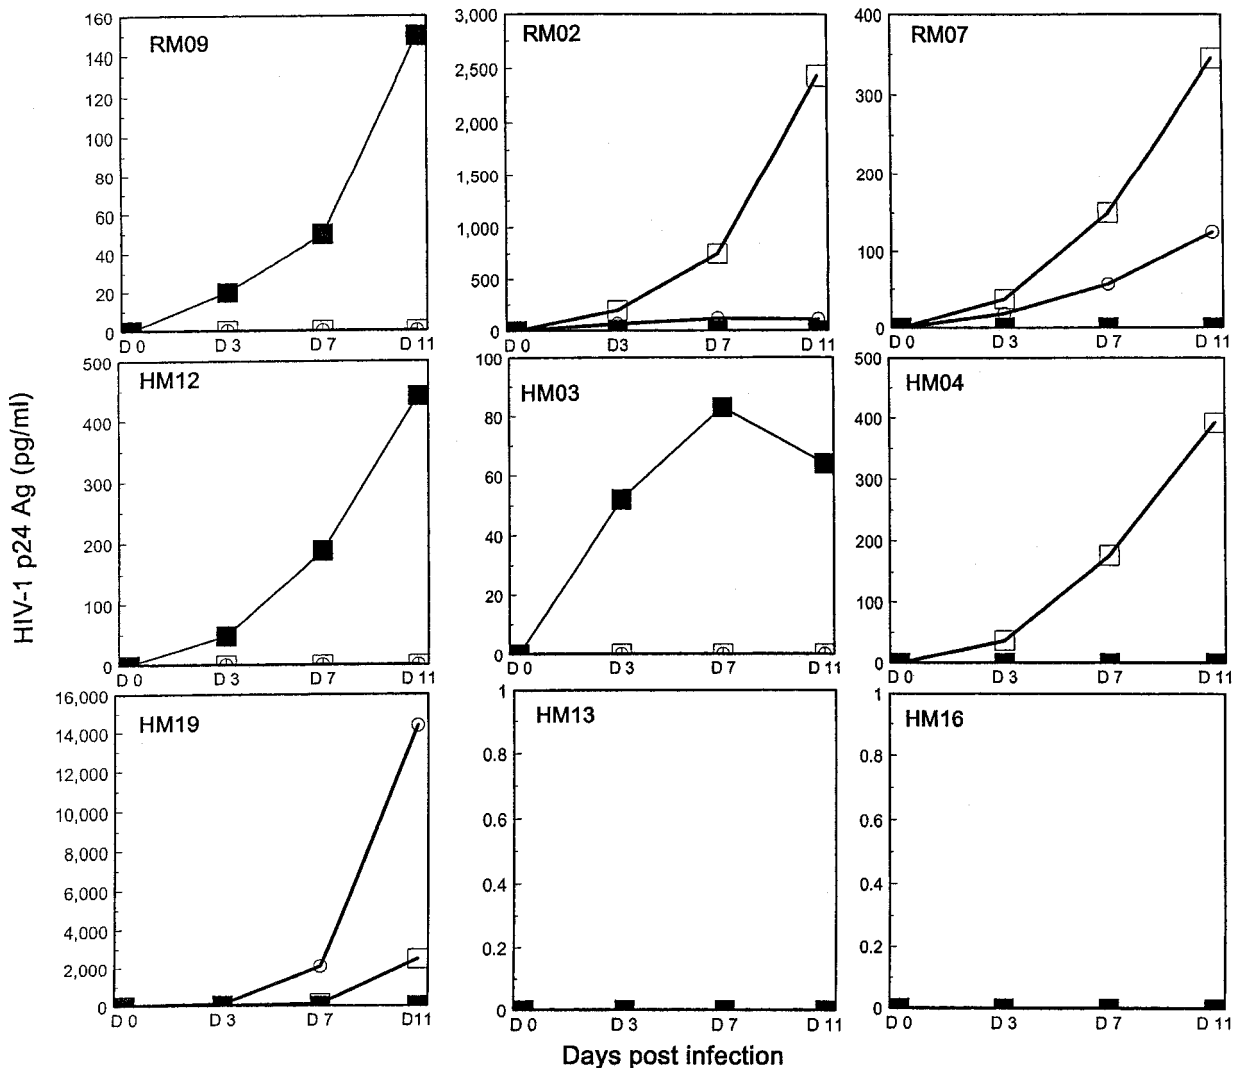 HIV-1 p24 Ag (pg/ml)
RM09
160
140
120
100
80
60
40
20
0
D 0
D 3
D 7
D 11
RM02
3,000
2,500
2,000
1,500
1,000
500
250
0
D 0
D3
D 7
D 11
RM07
400
300
200
100
0
D 0
D 3
D 7
D 11
HM12
500
400
300
200
100
0
D 0
D 3
D 7
D 11
HM03
100
80
60
40
20
0
D 0
D 3
D 7
D 11
HM04
500
400
300
200
100
0
D 0
D 3
D 7
D 11
HM19
16,000
14,000
12,000
10,000
8,000
6,000
4,000
2,000
0
D 0
D 3
D 7
D11
HM13
1
0.8
0.6
0.4
0.2
0
D 0
D 3
D 7
D 11
HM16
1
0.8
0.6
0.4
0.2
0
D 0
D 3
D 7
D 11
Days post infection